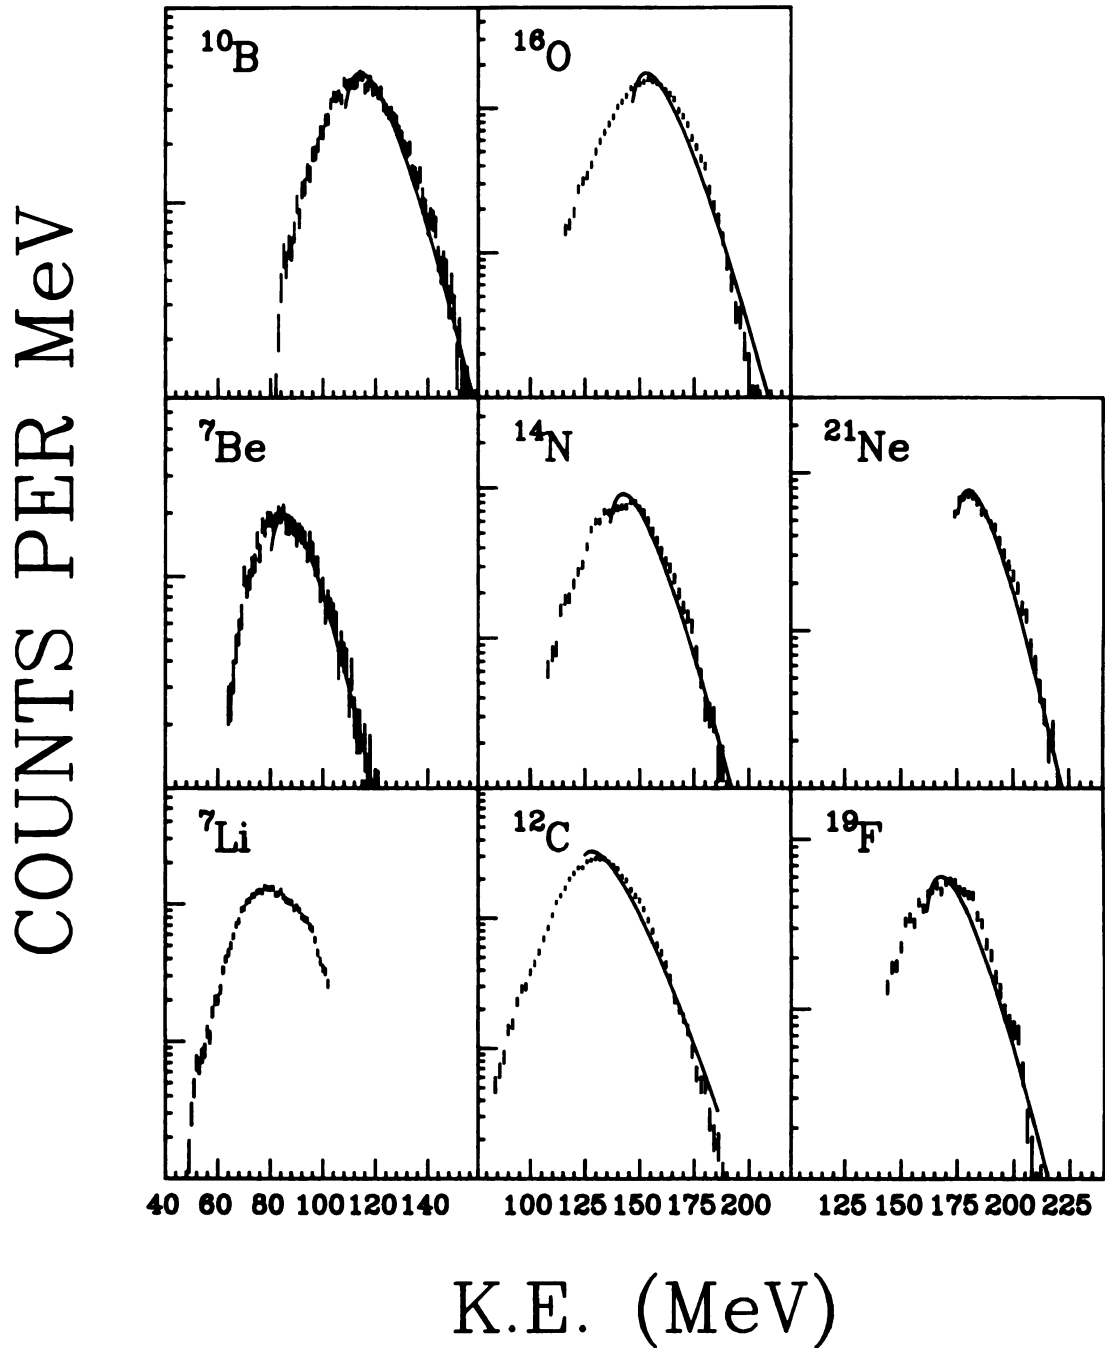 ¹⁰B
¹⁶O
⁷Be
¹⁴N
²¹Ne
⁷Li
¹²C
¹⁹F
COUNTS PER MeV
40 60 80 100 120 140
100 125 150 175 200
125 150 175 200 225
K.E. (MeV)